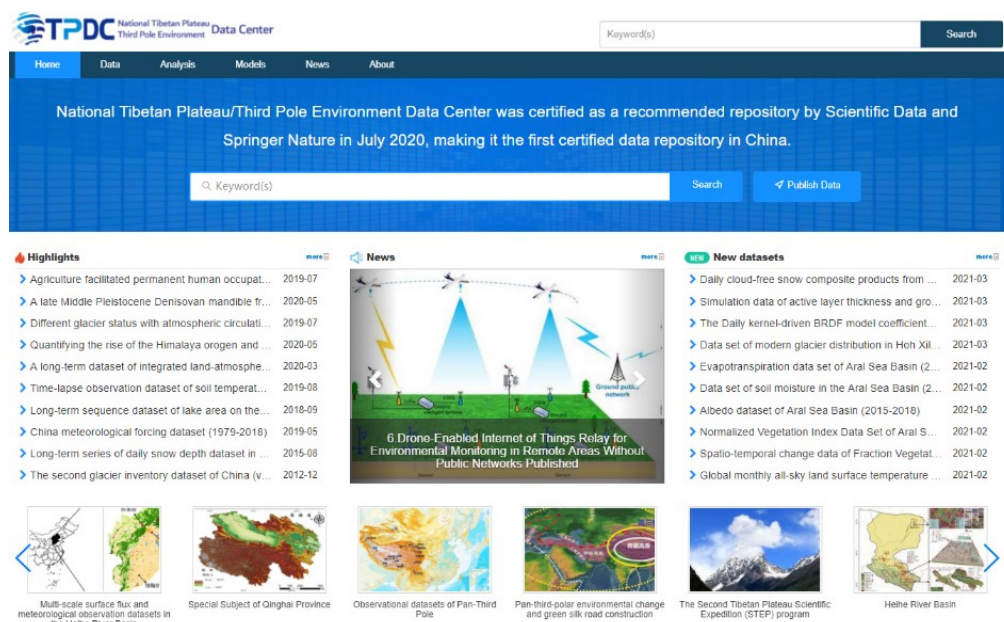 TPDC National Tibetan Plateau Third Pole Environment Data Center
Keyword(s) Search
Home Data Analysis Models News About
National Tibetan Plateau/Third Pole Environment Data Center was certified as a recommended repository by Scientific Data and
Springer Nature in July 2020, making it the first certified data repository in China.
Keyword(s) Search Publish Data
Highlights more
Agriculture facilitated permanent human occupat... 2019-07
A late Middle Pleistocene Denisovan mandible fr... 2020-05
Different glacier status with atmospheric circulati... 2019-07
Quantifying the rise of the Himalaya orogen and ... 2020-05
A long-term dataset of integrated land-atmosphe... 2020-03
Time-lapse observation dataset of soil temperat... 2019-08
Long-term sequence dataset of lake area on the... 2018-09
China meteorological forcing dataset (1979-2018) 2019-05
Long-term series of daily snow depth dataset in ... 2015-08
The second glacier inventory dataset of China (v... 2012-12
News more
Ground public
network
6 Drone-Enabled Internet of Things Relay for
Environmental Monitoring in Remote Areas Without
Public Networks Published
NEW New datasets more
Daily cloud-free snow composite products from ... 2021-03
Simulation data of active layer thickness and gro... 2021-03
The Daily kernel-driven BRDF model coefficient... 2021-03
Data set of modern glacier distribution in Hoh Xil... 2021-03
Evapotranspiration data set of Aral Sea Basin (2... 2021-02
Data set of soil moisture in the Aral Sea Basin (2... 2021-02
Albedo dataset of Aral Sea Basin (2015-2018) 2021-02
Normalized Vegetation Index Data Set of Aral S... 2021-02
Spatio-temporal change data of Fraction Vegetat... 2021-02
Global monthly all-sky land surface temperature ... 2021-02
Multi-scale surface flux and
meteorological observation datasets in
the Heihe River Basin
Special Subject of Qinghai Province
Observational datasets of Pan-Third
Pole
Pan-third-polar environmental change
and green silk road construction
The Second Tibetan Plateau Scientific
Expedition (STEP) program
Heihe River Basin